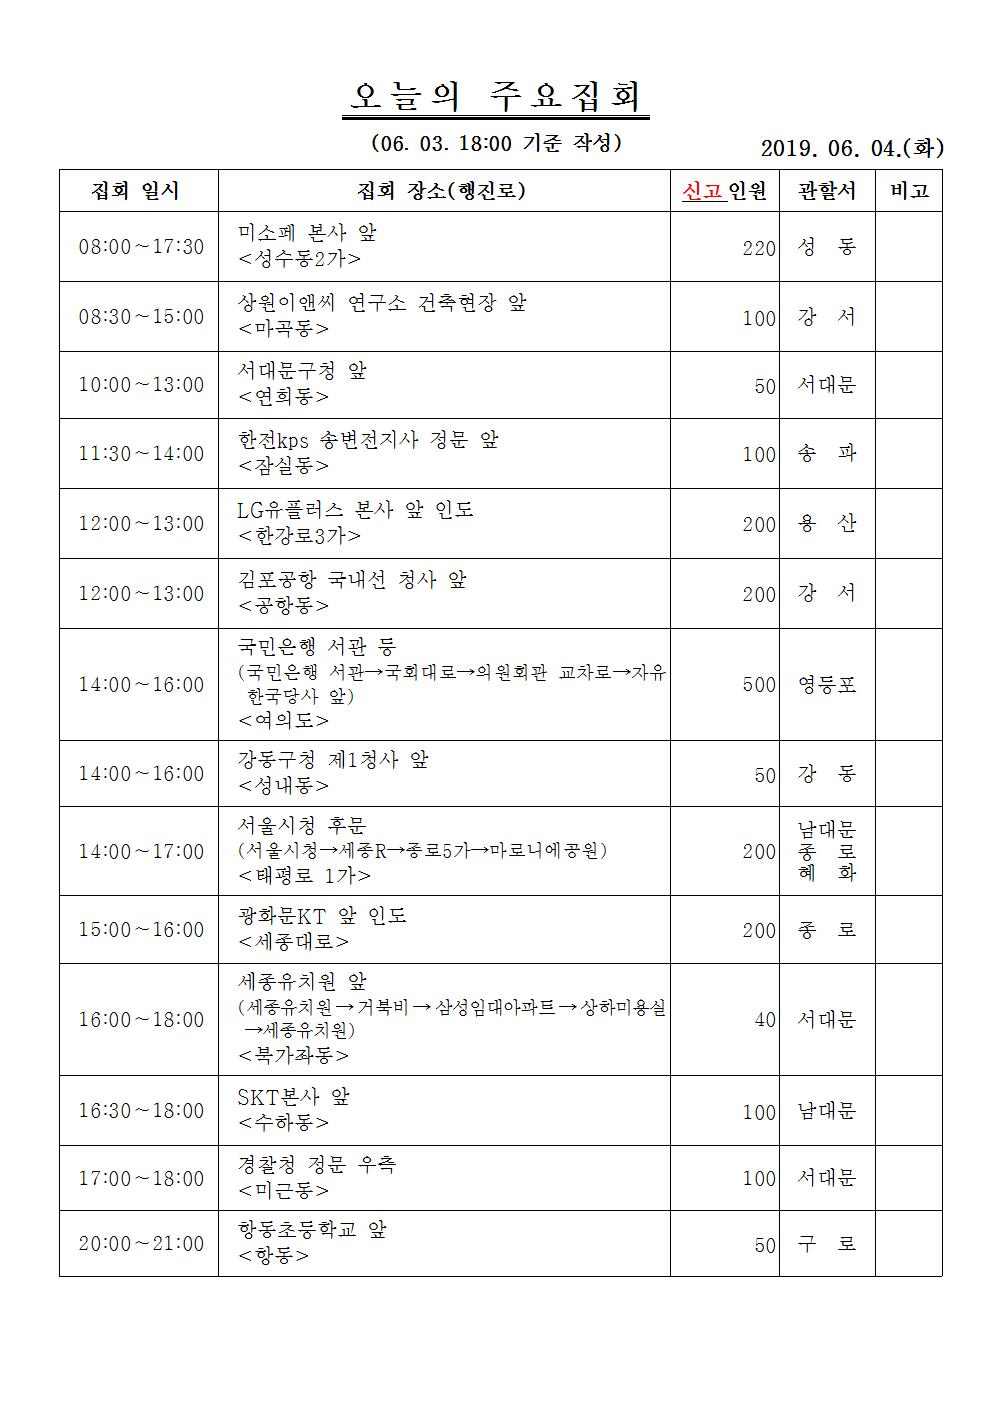 오늘의 주요집회
(06. 03. 18:00 기준 작성)
2019. 06. 04.(화)
집회 일시 집회 장소(행진로) 신고인원 관할서 비고
08:00~17:30 미소페 본사 앞 <성수동2가> 220 성 동
08:30~15:00 상원이앤씨 연구소 건축현장 앞 <마곡동> 100 강 서
10:00~13:00 서대문구청 앞 <연희동> 50 서대문
11:30~14:00 한전kps 송변전지사 정문 앞 <잠실동> 100 송 파
12:00~13:00 LG유플러스 본사 앞 인도 <한강로3가> 200 용 산
12:00~13:00 김포공항 국내선 청사 앞 <공항동> 200 강 서
14:00~16:00 국민은행 서관 등
(국민은행 서관→국회대로→의원회관 교차로→자유
한국당사 앞)
<여의도> 500 영등포
14:00~16:00 강동구청 제1청사 앞 <성내동> 50 강 동
14:00~17:00 서울시청 후문
(서울시청→세종R→종로5가→마로니에공원)
<태평로 1가> 200 남대문 종 로 혜 화
15:00~16:00 광화문KT 앞 인도 <세종대로> 200 종 로
16:00~18:00 세종유치원 앞
(세종유치원→거북비→삼성임대아파트→상하미용실
→세종유치원)
<북가좌동> 40 서대문
16:30~18:00 SKT본사 앞 <수하동> 100 남대문
17:00~18:00 경찰청 정문 우측 <미근동> 100 서대문
20:00~21:00 항동초등학교 앞 <항동> 50 구 로